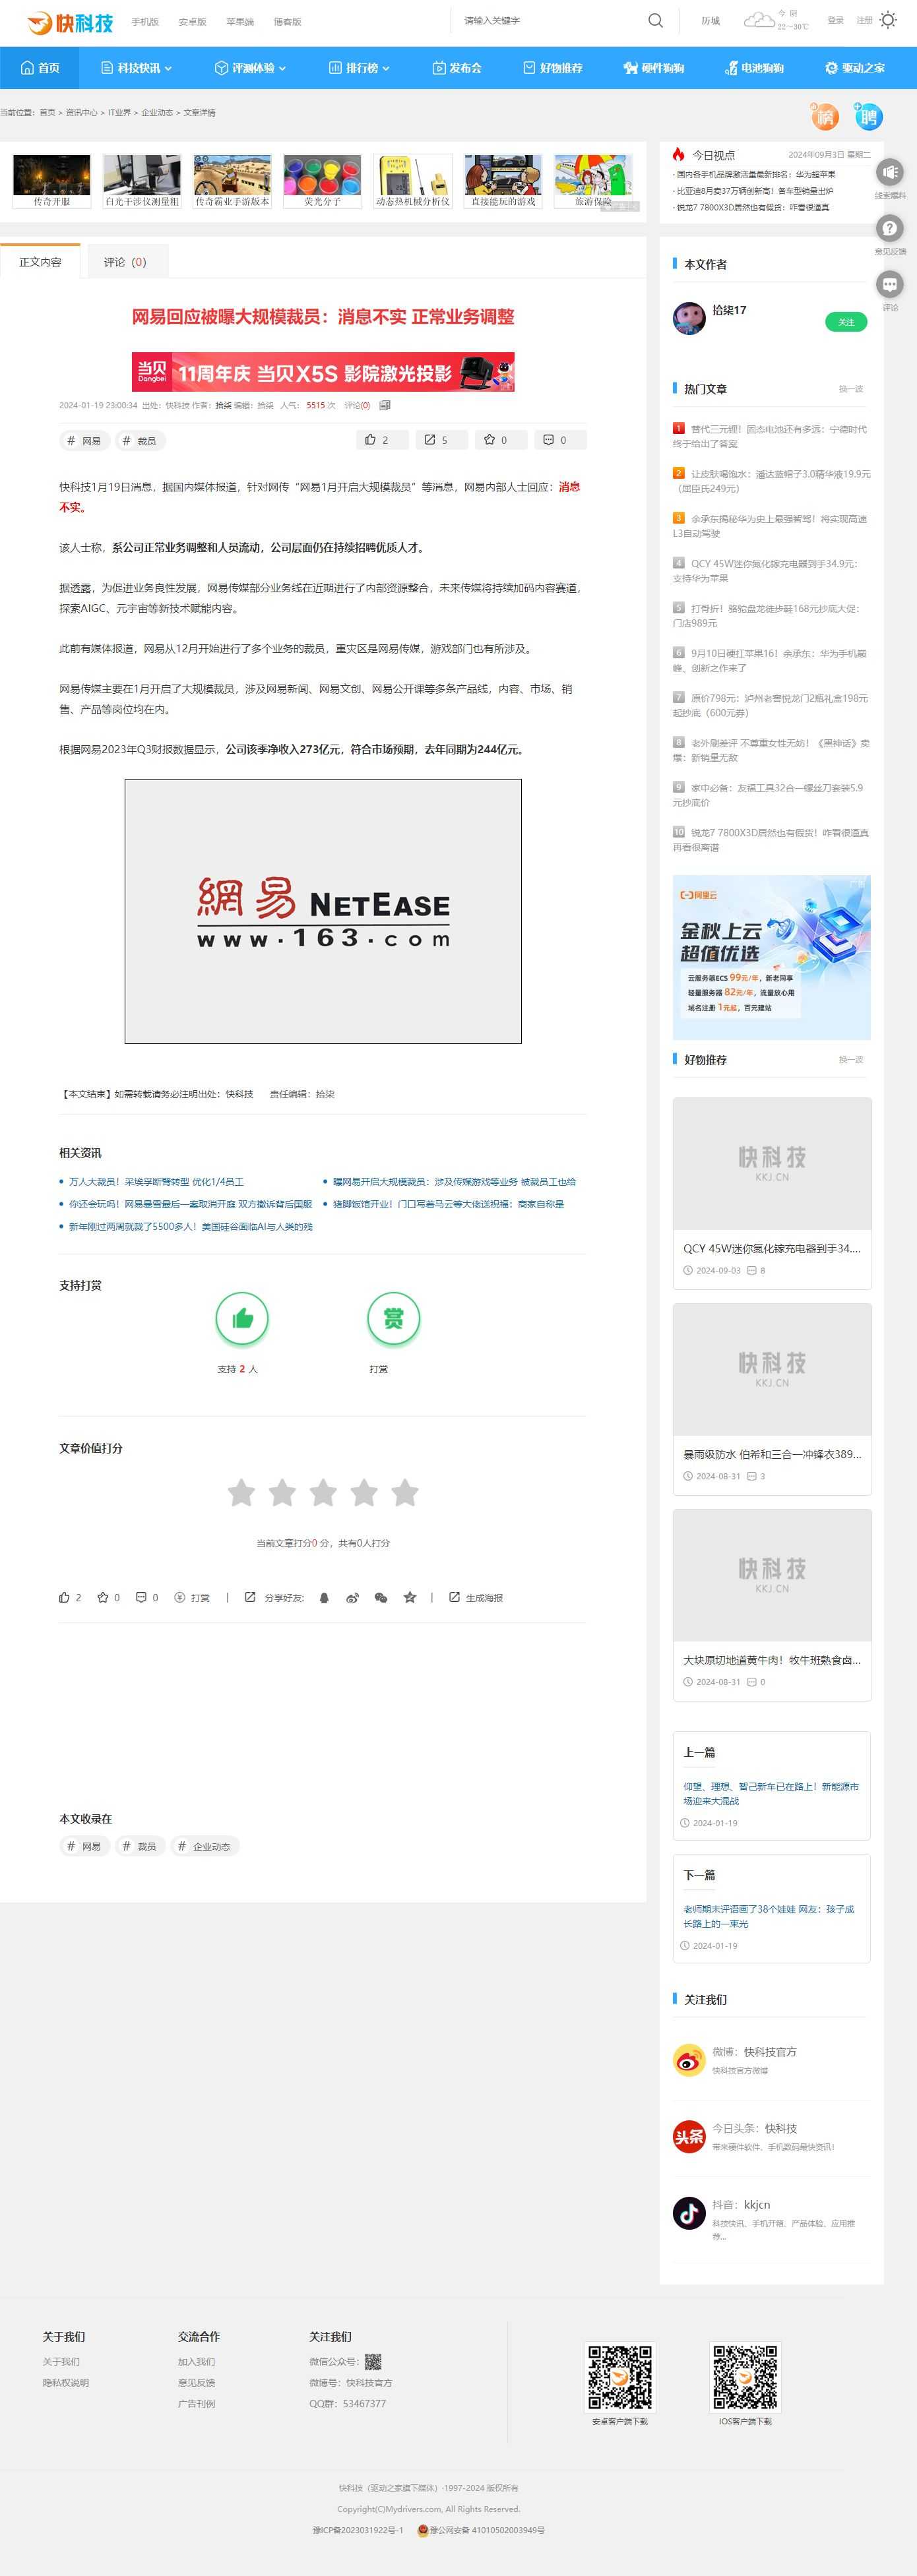 快科技
手机版
安卓版
苹果端
博客版
请输入关键字
历城
今 阴
22～30℃
登录
注册
首页
科技快讯
评测体验
排行榜
发布会
好物推荐
硬件狗狗
电池狗狗
驱动之家
当前位置：首页 > 资讯中心 > IT业界 > 企业动态 > 文章详情
榜
聘
传奇开服
白光干涉仪测量粗
传奇霸业手游版本
荧光分子
动态热机械分析仪
直接能玩的游戏
旅游保险
今日视点
2024年09月3日 星期二
· 国内各手机品牌激活量最新排名：华为超苹果
· 比亚迪8月卖37万辆创新高！各车型销量出炉
· 锐龙7 7800X3D居然也有假货：咋看很逼真
线索爆料
意见反馈
评论
正文内容
评论（0）
网易回应被曝大规模裁员：消息不实 正常业务调整
当贝
Dangbei
11周年庆 当贝X5S 影院激光投影
2024-01-19 23:00:34 出处：快科技 作者：拾柒 编辑：拾柒 人气： 5515 次 评论(0)
# 网易
# 裁员
2
5
0
0
快科技1月19日消息，据国内媒体报道，针对网传“网易1月开启大规模裁员”等消息，网易内部人士回应：消息
不实。
该人士称，系公司正常业务调整和人员流动，公司层面仍在持续招聘优质人才。
据透露，为促进业务良性发展，网易传媒部分业务线在近期进行了内部资源整合，未来传媒将持续加码内容赛道，
探索AIGC、元宇宙等新技术赋能内容。
此前有媒体报道，网易从12月开始进行了多个业务的裁员，重灾区是网易传媒，游戏部门也有所涉及。
网易传媒主要在1月开启了大规模裁员，涉及网易新闻、网易文创、网易公开课等多条产品线，内容、市场、销
售、产品等岗位均在内。
根据网易2023年Q3财报数据显示，公司该季净收入273亿元，符合市场预期，去年同期为244亿元。
網易 NETEASE
www.163.com
【本文结束】如需转载请务必注明出处：快科技
责任编辑：拾柒
相关资讯
万人大裁员！采埃孚断臂转型 优化1/4员工
曝网易开启大规模裁员：涉及传媒游戏等业务 被裁员工也给
你还会玩吗！网易暴雪最后一案取消开庭 双方撤诉背后国服
猪脚饭馆开业！门口写着马云等大佬送祝福：商家自称是
新年刚过两周就裁了5500多人！美国硅谷面临AI与人类的残
支持打赏
赏
支持 2 人
打赏
文章价值打分
当前文章打分0 分，共有0人打分
2
0
0
打赏
|
分享好友:
|
生成海报
本文收录在
# 网易
# 裁员
# 企业动态
本文作者
拾柒17
关注
热门文章
换一波
1 替代三元锂！固态电池还有多远：宁德时代
终于给出了答案
2 让皮肤喝饱水：潘达蓝帽子3.0精华液19.9元
（屈臣氏249元）
3 余承东揭秘华为史上最强智驾！将实现高速
L3自动驾驶
4 QCY 45W迷你氮化镓充电器到手34.9元：
支持华为苹果
5 打骨折！骆驼盘龙徒步鞋168元抄底大促：
门店989元
6 9月10日硬扛苹果16！余承东：华为手机巅
峰、创新之作来了
7 原价798元：泸州老窖悦龙门2瓶礼盒198元
起抄底（600元券）
8 老外刷差评 不尊重女性无妨！《黑神话》卖
爆：新销量无敌
9 家中必备：友福工具32合一螺丝刀套装5.9
元抄底价
10 锐龙7 7800X3D居然也有假货！咋看很逼真
再看很离谱
阿里云
金秋上云
超值优选
云服务器ECS 99元/年，新老同享
轻量服务器 82元/年，流量放心用
域名注册 1元起，百元建站
好物推荐
换一波
快科技
KKJ.CN
QCY 45W迷你氮化镓充电器到手34....
2024-09-03
8
快科技
KKJ.CN
暴雨级防水 伯希和三合一冲锋衣389...
2024-08-31
3
快科技
KKJ.CN
大块原切地道黄牛肉！牧牛班熟食卤...
2024-08-31
0
上一篇
仰望、理想、智己新车已在路上！新能源市
场迎来大混战
2024-01-19
下一篇
老师期末评语画了38个娃娃 网友：孩子成
长路上的一束光
2024-01-19
关注我们
微博：快科技官方
快科技官方微博
头条
今日头条：快科技
带来硬件软件、手机数码最快资讯！
抖音：kkjcn
科技快讯、手机开箱、产品体验、应用推
荐...
关于我们
关于我们
隐私权说明
交流合作
加入我们
意见反馈
广告刊例
关注我们
微信公众号：
微博号：快科技官方
QQ群：53467377
安卓客户端下载
IOS客户端下载
快科技（驱动之家旗下媒体）·1997-2024 版权所有
Copyright(C)Mydrivers.com, All Rights Reserved.
豫ICP备2023031922号-1
豫公网安备 41010502003949号